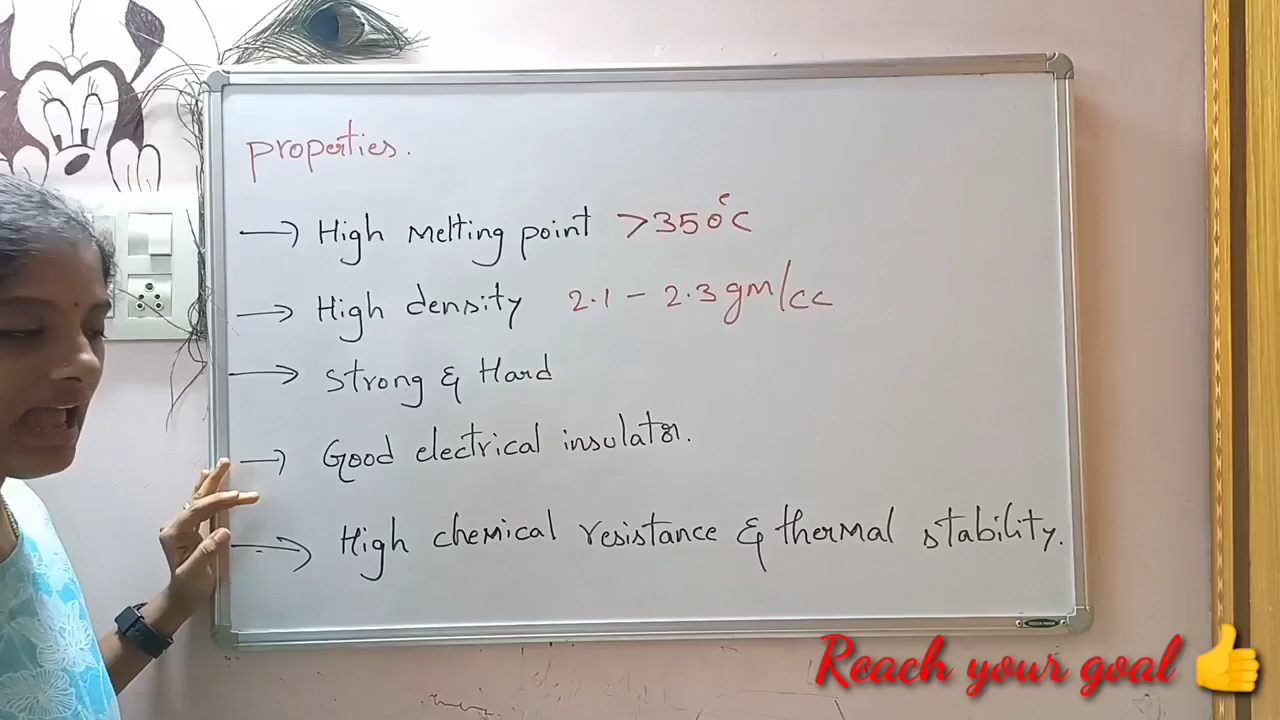 properties.
→ High Melting point >350°C
→ High density 2.1 - 2.3 gm/cc
→ Strong & Hard
→ Good electrical insulator.
→ High chemical resistance & thermal stability.
Reach your goal 👍